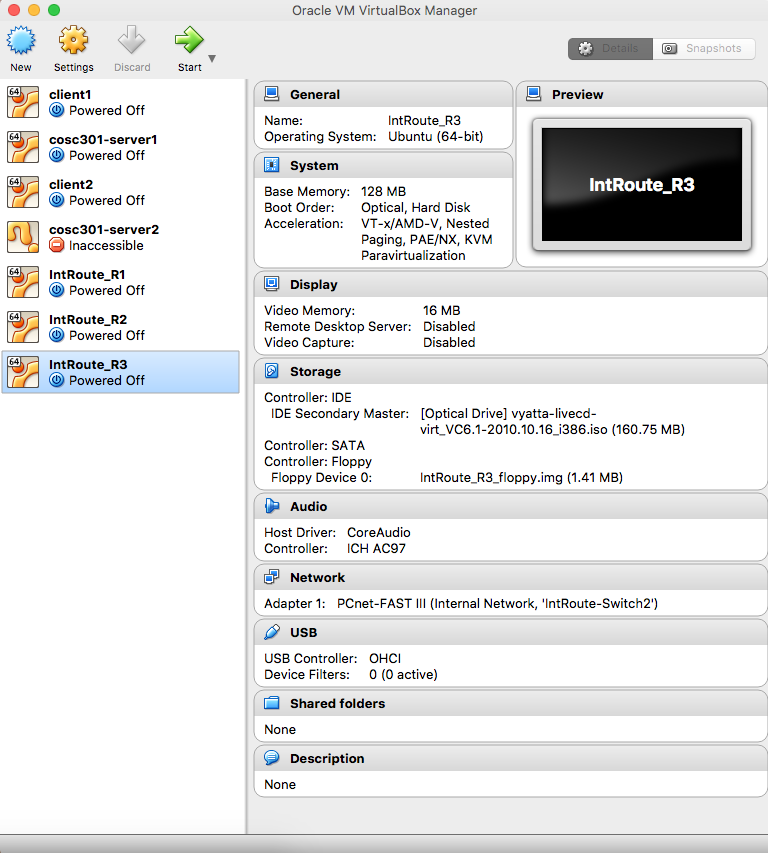 Oracle VM VirtualBox Manager
New Settings Discard Start
Details Snapshots
64 client1
Powered Off
64 cosc301-server1
Powered Off
64 client2
Powered Off
cosc301-server2
Inaccessible
64 IntRoute_R1
Powered Off
64 IntRoute_R2
Powered Off
64 IntRoute_R3
Powered Off
General
Name: IntRoute_R3
Operating System: Ubuntu (64-bit)
System
Base Memory: 128 MB
Boot Order: Optical, Hard Disk
Acceleration: VT-x/AMD-V, Nested
Paging, PAE/NX, KVM
Paravirtualization
Preview
IntRoute_R3
Display
Video Memory: 16 MB
Remote Desktop Server: Disabled
Video Capture: Disabled
Storage
Controller: IDE
IDE Secondary Master: [Optical Drive] vyatta-livecd-
virt_VC6.1-2010.10.16_i386.iso (160.75 MB)
Controller: SATA
Controller: Floppy
Floppy Device 0: IntRoute_R3_floppy.img (1.41 MB)
Audio
Host Driver: CoreAudio
Controller: ICH AC97
Network
Adapter 1: PCnet-FAST III (Internal Network, 'IntRoute-Switch2')
USB
USB Controller: OHCI
Device Filters: 0 (0 active)
Shared folders
None
Description
None